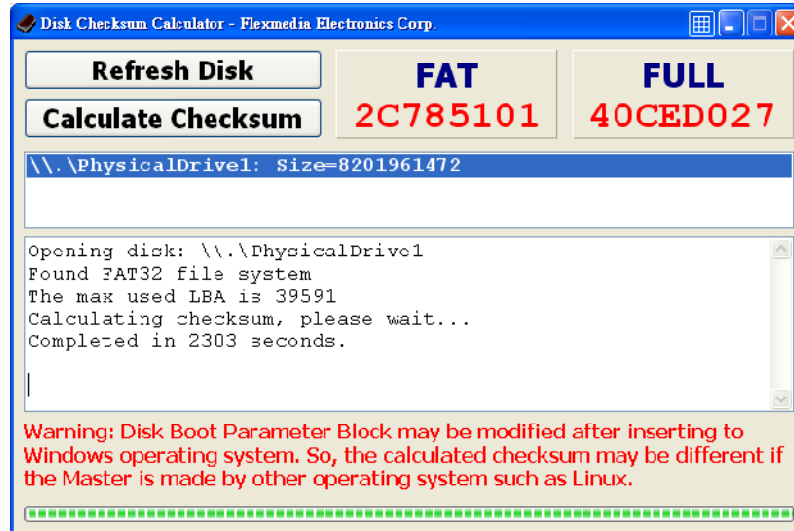 Disk Checksum Calculator - Flexmedia Electronics Corp.
Refresh Disk
Calculate Checksum
FAT
2C785101
FULL
40CED027
\\.\PhysicalDrive1: Size=8201961472
Opening disk: \\.\PhysicalDrive1
Found FAT32 file system
The max used LBA is 39591
Calculating checksum, please wait...
Completed in 2303 seconds.
Warning: Disk Boot Parameter Block may be modified after inserting to
Windows operating system. So, the calculated checksum may be different if
the Master is made by other operating system such as Linux.